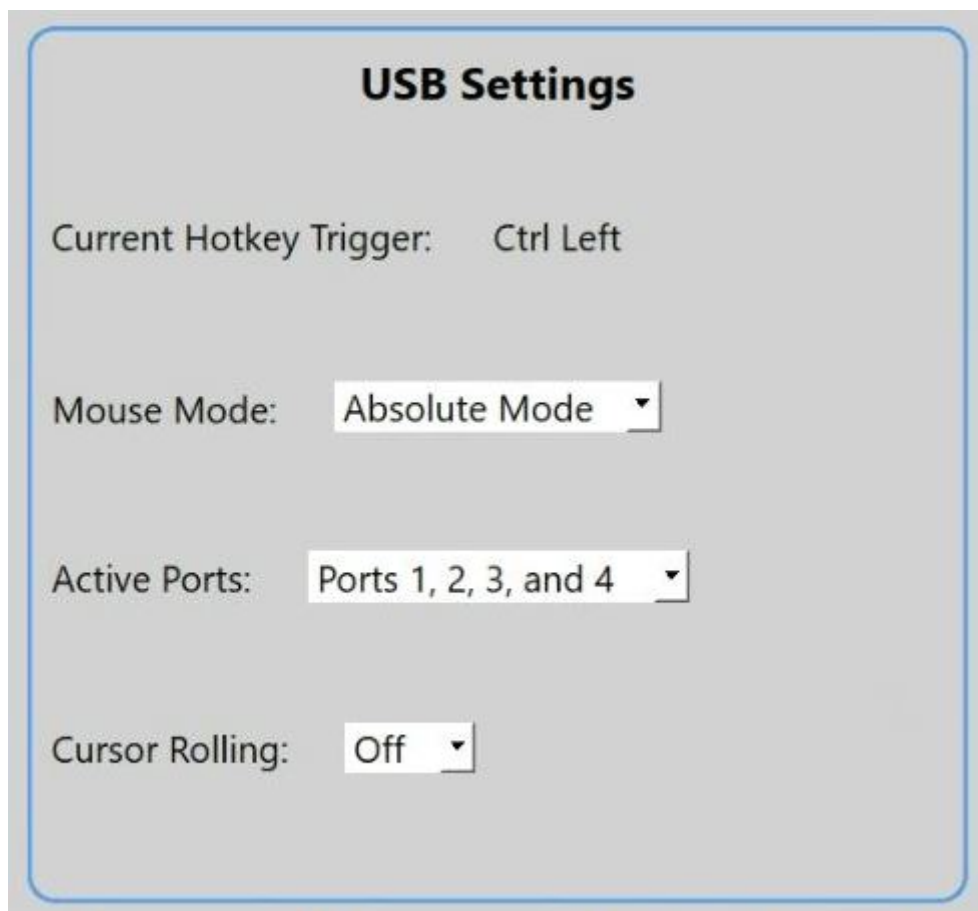 USB Settings
Current Hotkey Trigger: Ctrl Left
Mouse Mode: Absolute Mode
Active Ports: Ports 1, 2, 3, and 4
Cursor Rolling: Off